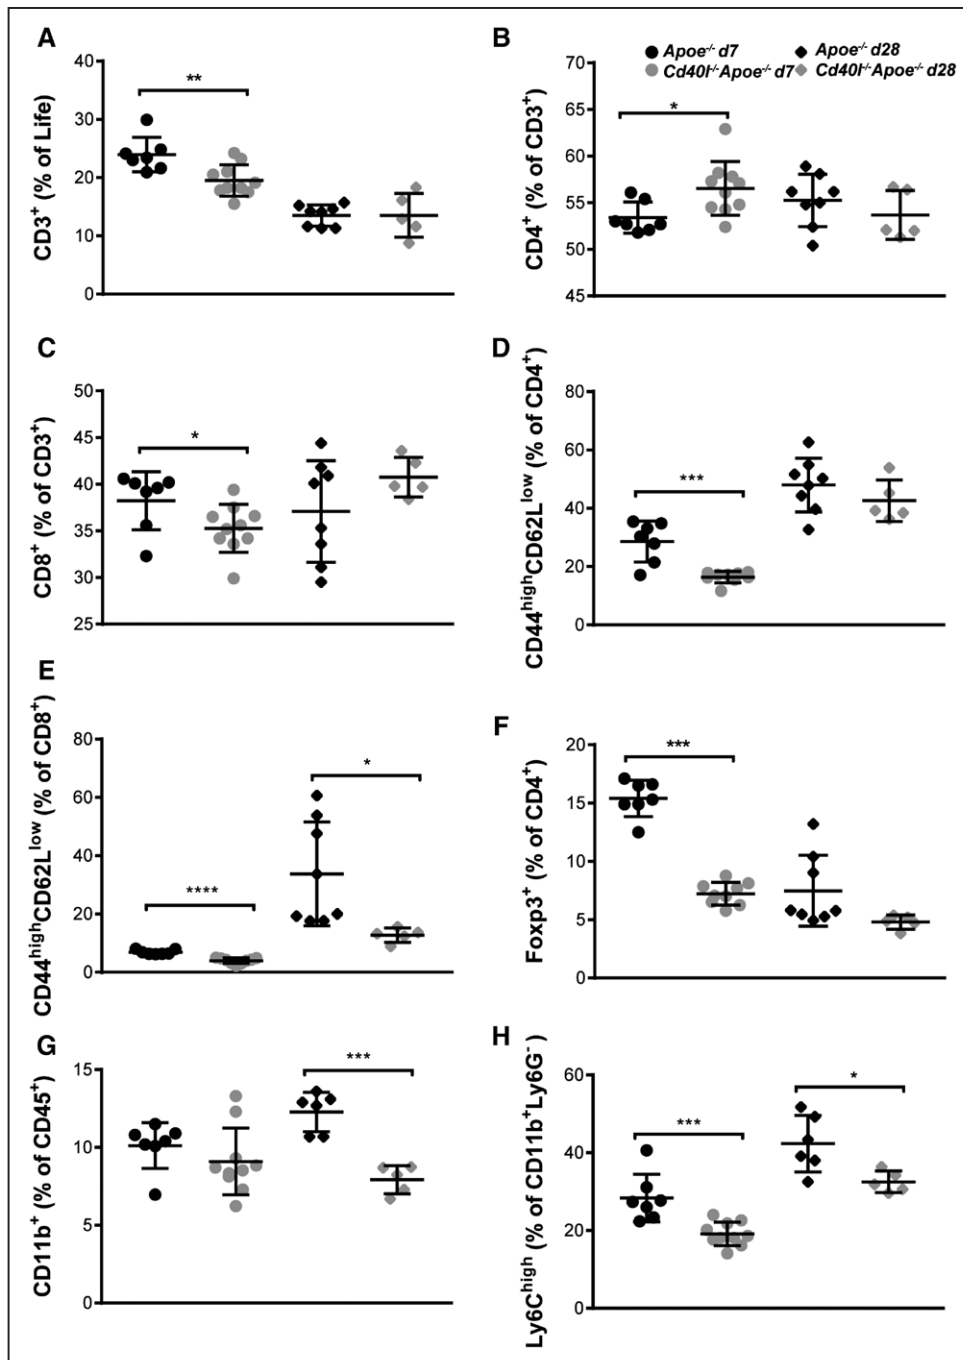 A
CD3⁺ (% of Life)
40
30
20
10
0
**
B
Apoe⁻/⁻ d7
Apoe⁻/⁻ d28
Cd40l⁻/⁻Apoe⁻/⁻ d7
Cd40l⁻/⁻Apoe⁻/⁻ d28
CD4⁺ (% of CD3⁺)
70
65
60
55
50
45
*
C
CD8⁺ (% of CD3⁺)
50
45
40
35
30
25
*
D
CD44ʰⁱᵍʰCD62Lˡᵒʷ (% of CD4⁺)
80
60
40
20
0
***
E
CD44ʰⁱᵍʰCD62Lˡᵒʷ (% of CD8⁺)
80
60
40
20
0
****
*
F
Foxp3⁺ (% of CD4⁺)
20
15
10
5
0
***
G
CD11b⁺ (% of CD45⁺)
15
10
5
0
***
H
Ly6Cʰⁱᵍʰ (% of CD11b⁺Ly6G⁻)
60
40
20
0
***
*